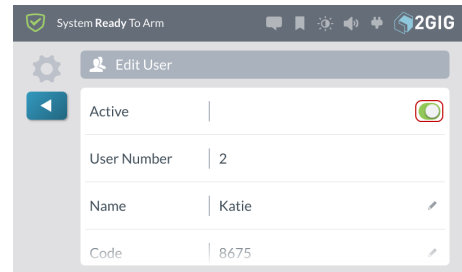 System Ready To Arm
2GIG
Edit User
Active
User Number 2
Name Katie
Code 8675